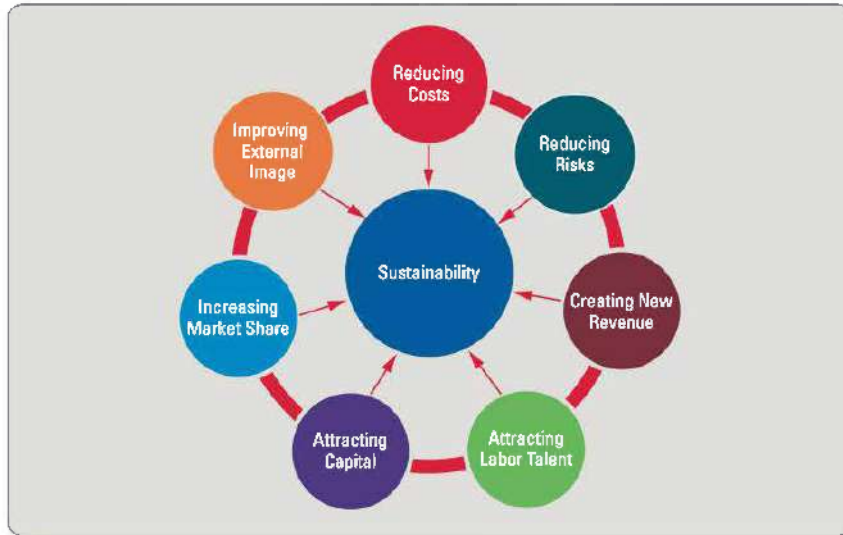 Reducing
Costs
Reducing
Risks
Creating New
Revenue
Attracting
Labor Talent
Attracting
Capital
Increasing
Market Share
Improving
External
Image
Sustainability